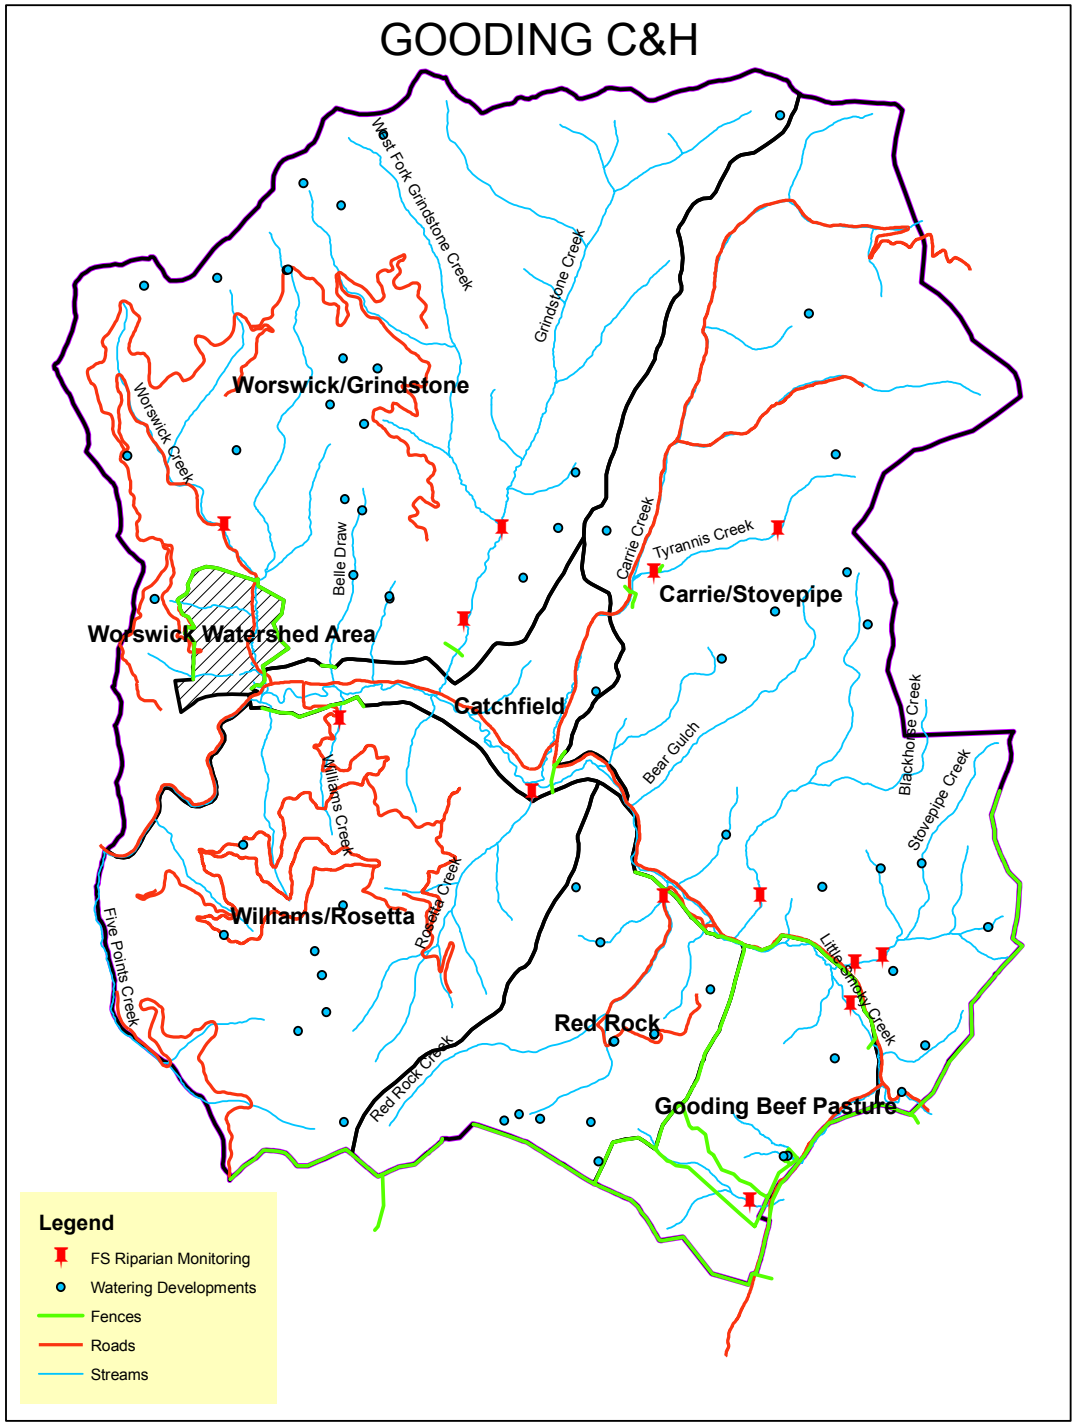 GOODING C&H
West Fork Grindstone Creek
Grindstone Creek
Worswick/Grindstone
Worswick Creek
Belle Draw
Carrie Creek
Tyrannis Creek
Carrie/Stovepipe
Worswick Watershed Area
Catchfield
Bear Gulch
Blackhorse Creek
Stovepipe Creek
Williams Creek
Rosetta Creek
Williams/Rosetta
Five Points Creek
Little Smoky Creek
Red Rock
Red Rock Creek
Gooding Beef Pasture
Legend
FS Riparian Monitoring
Watering Developments
Fences
Roads
Streams